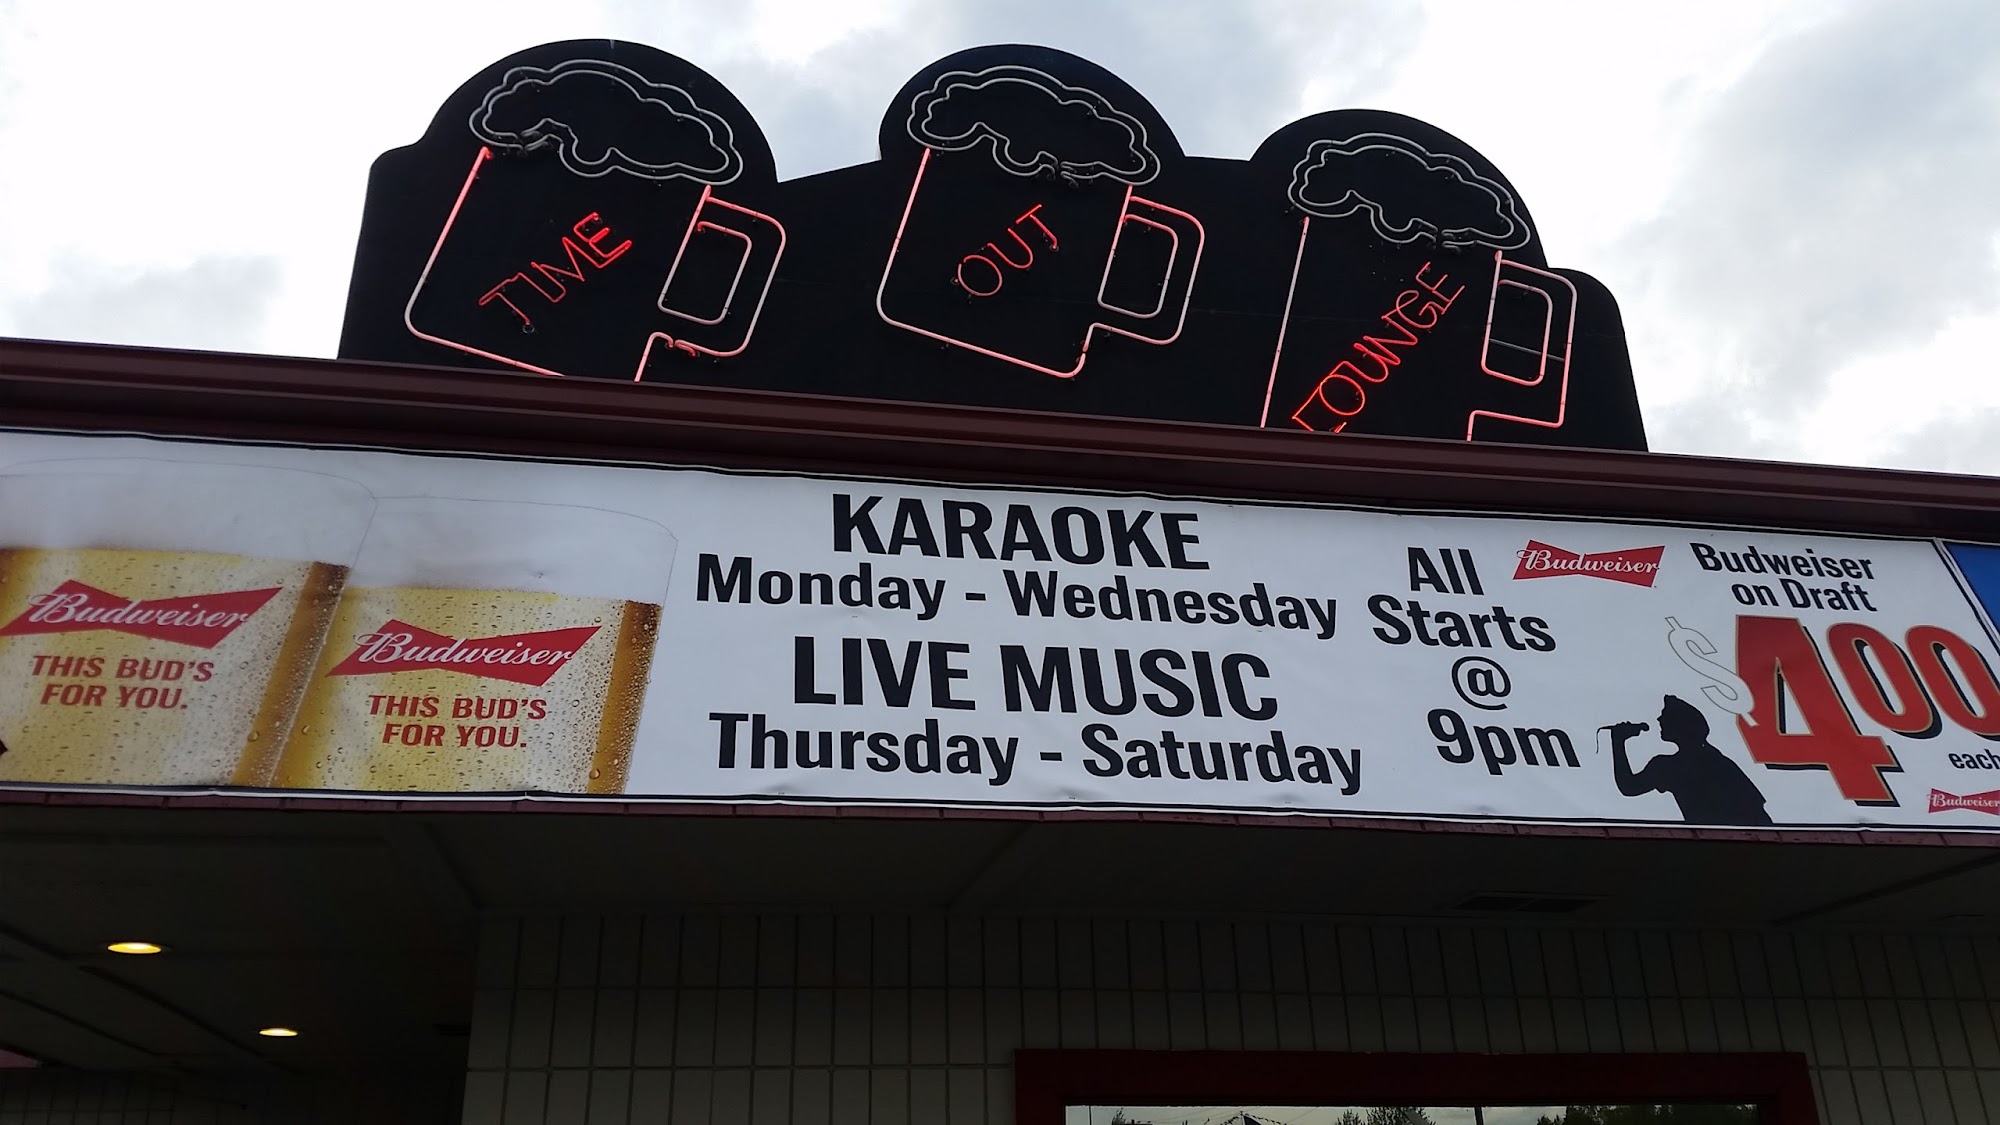 TIME
OUT
LOUNGE
Budweiser
THIS BUD'S
FOR YOU.
Budweiser
THIS BUD'S
FOR YOU.
KARAOKE
Monday - Wednesday
LIVE MUSIC
Thursday - Saturday
All
Starts
@
9pm
Budweiser
Budweiser
on Draft
$400
each
Budweiser